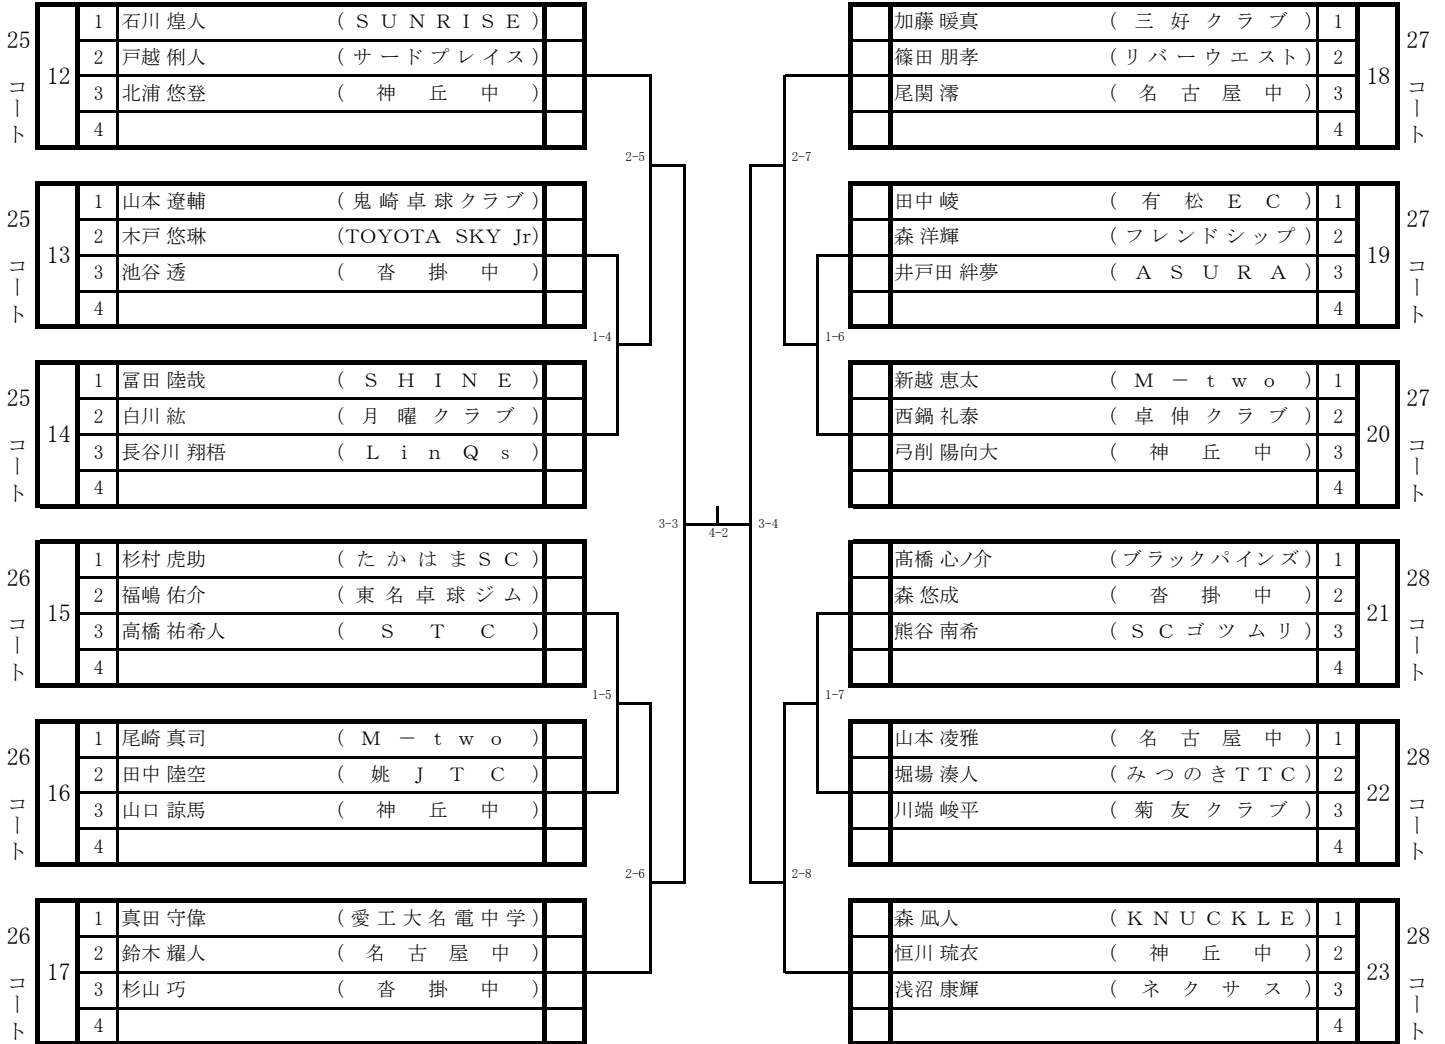 25 コート
12
1 石川 煌人 (SUNRISE)
2 戸越 俐人 (サードプレイス)
3 北浦 悠登 (神丘中)
4
25 コート
13
1 山本 遼輔 (鬼崎卓球クラブ)
2 木戸 悠琳 (TOYOTA SKY Jr)
3 池谷 透 (沓掛中)
4
25 コート
14
1 冨田 陸哉 (SHINE)
2 白川 紘 (月曜クラブ)
3 長谷川 翔梧 (LinQs)
4
26 コート
15
1 杉村 虎助 (たかはまSC)
2 福嶋 佑介 (東名卓球ジム)
3 高橋 祐希人 (STC)
4
26 コート
16
1 尾崎 真司 (M-two)
2 田中 陸空 (姚JTC)
3 山口 諒馬 (神丘中)
4
26 コート
17
1 真田 守偉 (愛工大名電中学)
2 鈴木 耀人 (名古屋中)
3 杉山 巧 (沓掛中)
4
2-5
1-4
3-3
1-5
2-6
4-2
2-7
1-6
3-4
1-7
2-8
加藤 暖真 (三好クラブ) 1
篠田 朋孝 (リバーウエスト) 2
尾関 澪 (名古屋中) 3
4
18
27 コート
田中 崚 (有松EC) 1
森 洋輝 (フレンドシップ) 2
井戸田 絆夢 (ASURA) 3
4
19
27 コート
新越 恵太 (M-two) 1
西鍋 礼泰 (卓伸クラブ) 2
弓削 陽向大 (神丘中) 3
4
20
27 コート
髙橋 心ノ介 (ブラックパインズ) 1
森 悠成 (沓掛中) 2
熊谷 南希 (SCゴツムリ) 3
4
21
28 コート
山本 凌雅 (名古屋中) 1
堀場 湊人 (みつのきTTC) 2
川端 峻平 (菊友クラブ) 3
4
22
28 コート
森 凪人 (KNUCKLE) 1
恒川 琉衣 (神丘中) 2
浅沼 康輝 (ネクサス) 3
4
23
28 コート